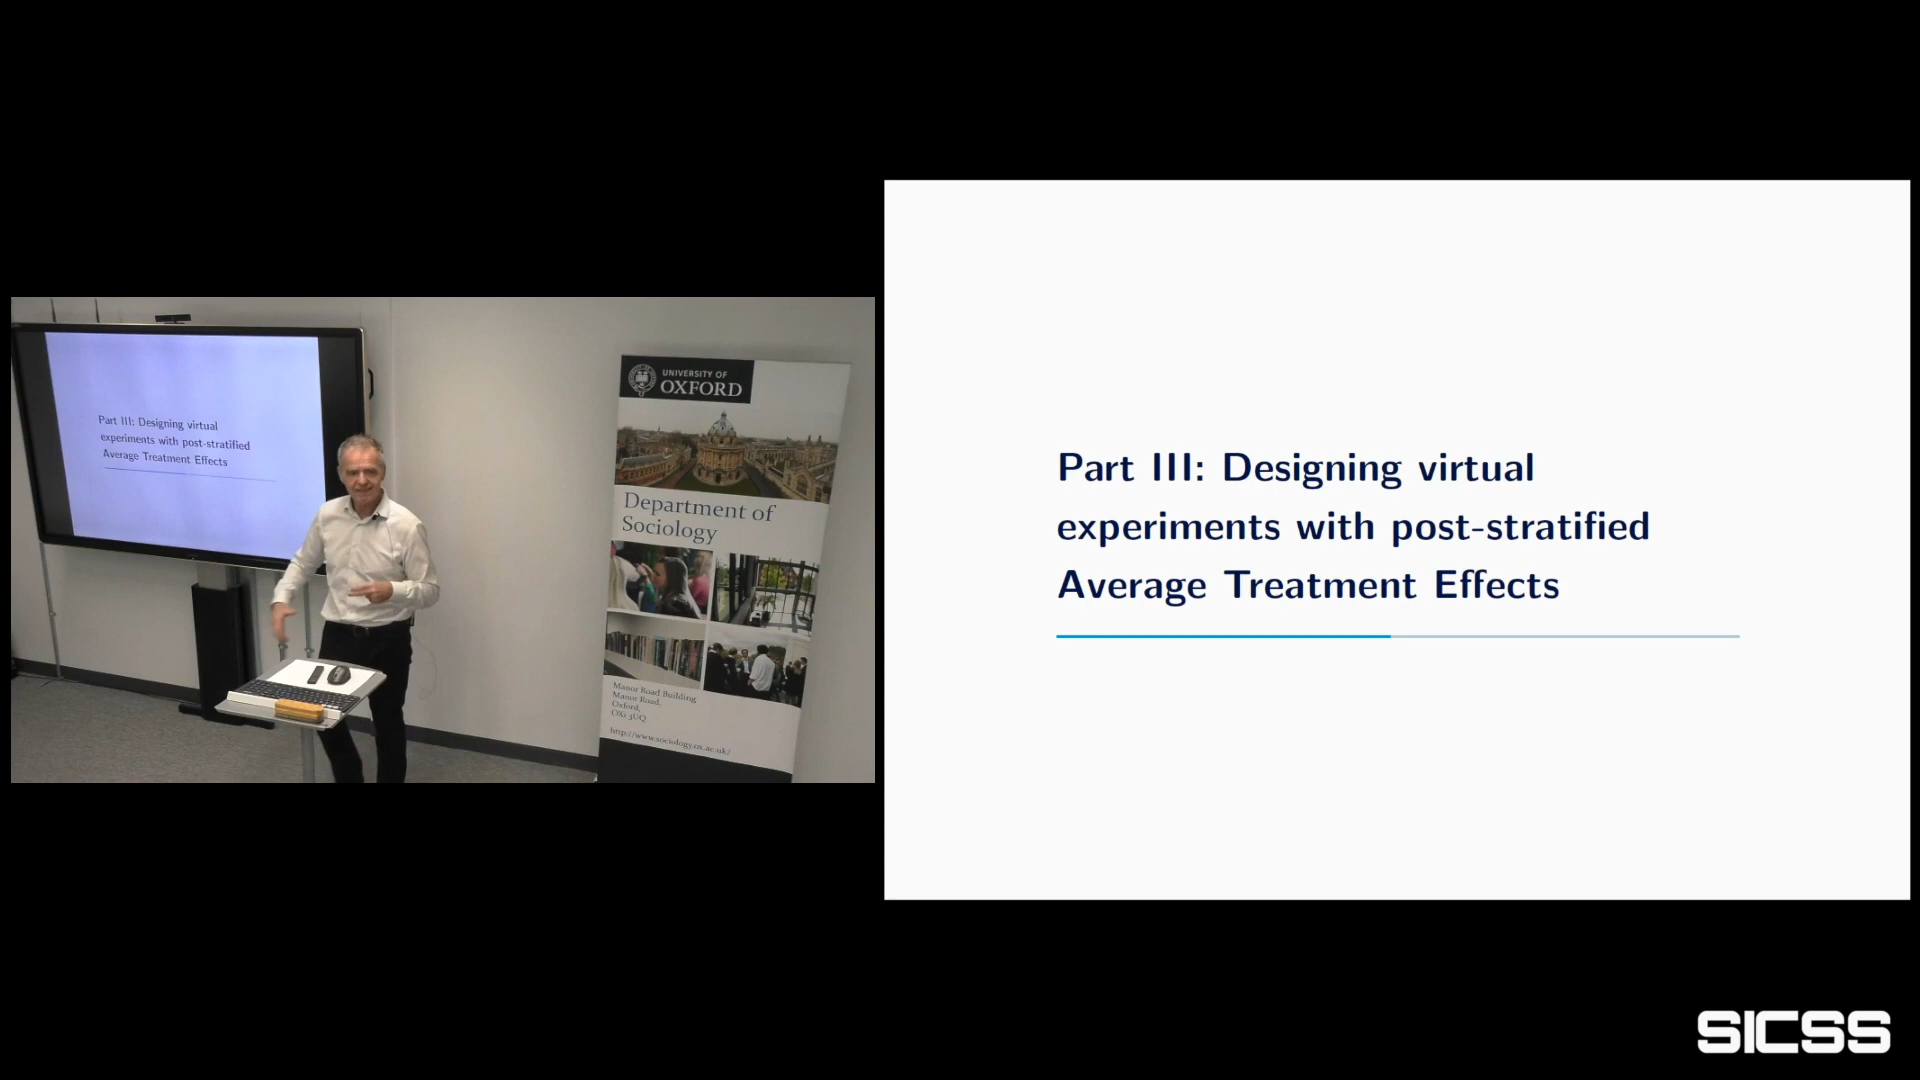 Part III: Designing virtual
experiments with post-stratified
Average Treatment Effects
UNIVERSITY OF
OXFORD
Department of
Sociology
Manor Road Building
Manor Road,
Oxford,
OX1 3UQ
http://www.sociology.ox.ac.uk/
Part III: Designing virtual
experiments with post-stratified
Average Treatment Effects
SICSS